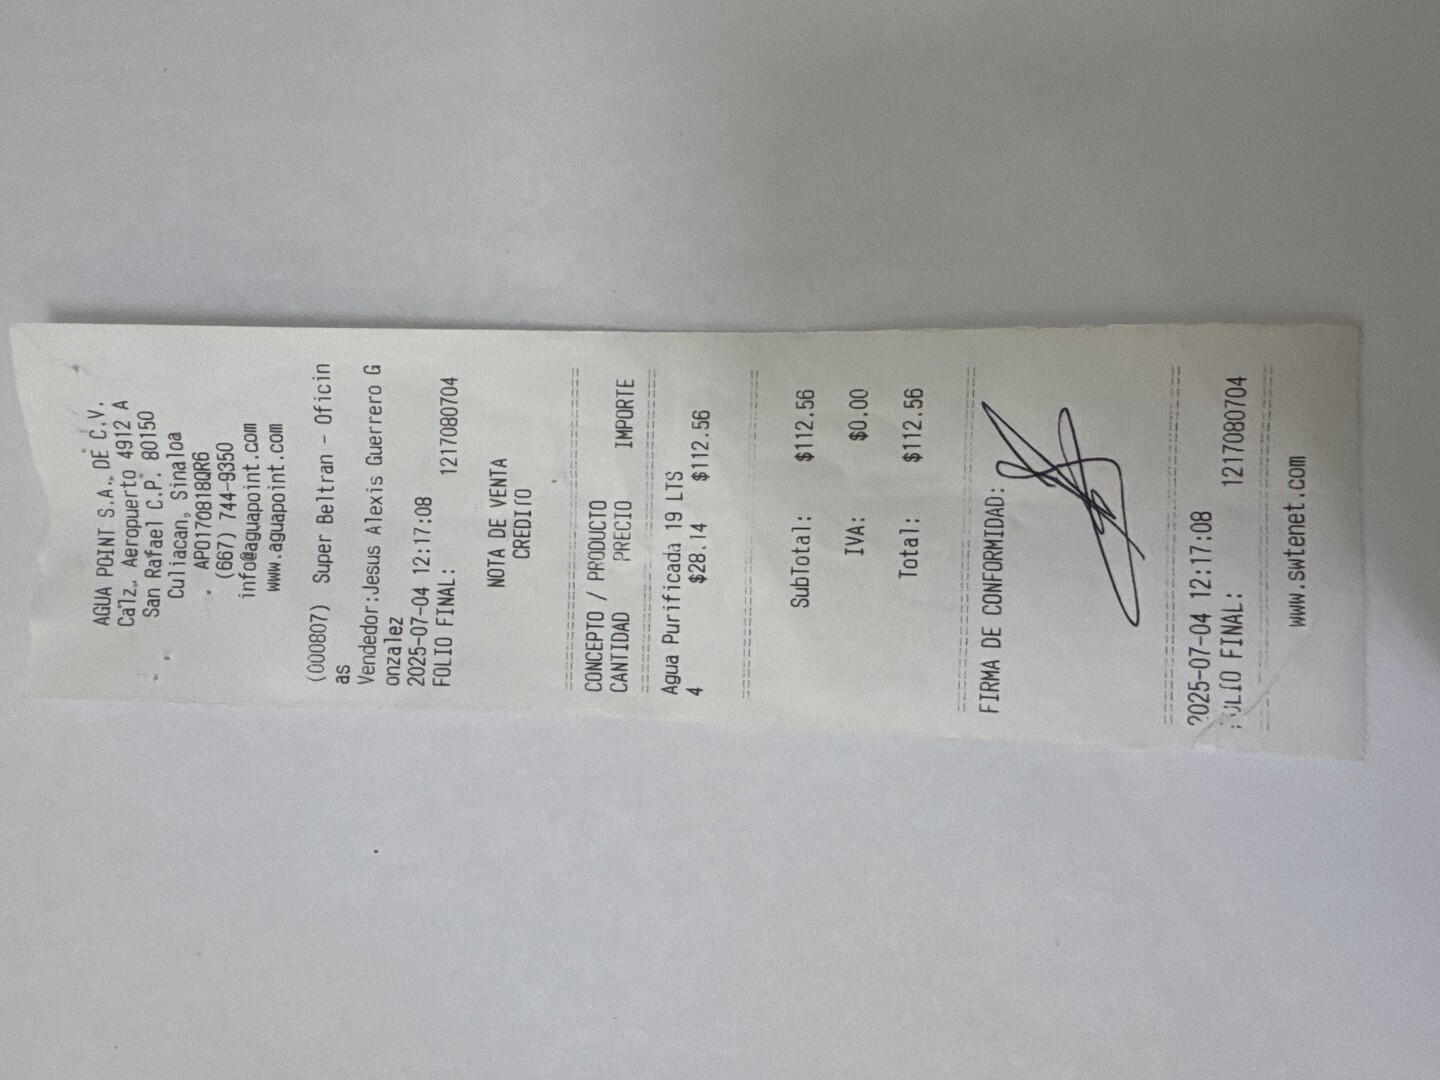 AGUA POINT S.A. DE C.V.
Calz. Aeropuerto 4912 A
San Rafael C.P. 80150
Culiacan, Sinaloa
APO170818QR6
(667) 744-9350
info@aguapoint.com
www.aguapoint.com
(000807) Super Beltran - Oficin
as
Vendedor:Jesus Alexis Guerrero G
onzalez
2025-07-04 12:17:08
FOLIO FINAL: 1217080704
NOTA DE VENTA
CREDITO
CONCEPTO / PRODUCTO
CANTIDAD PRECIO IMPORTE
Agua Purificada 19 LTS
4 $28.14 $112.56
SubTotal: $112.56
IVA: $0.00
Total: $112.56
FIRMA DE CONFORMIDAD:
2025-07-04 12:17:08
FOLIO FINAL: 1217080704
www.swtenet.com